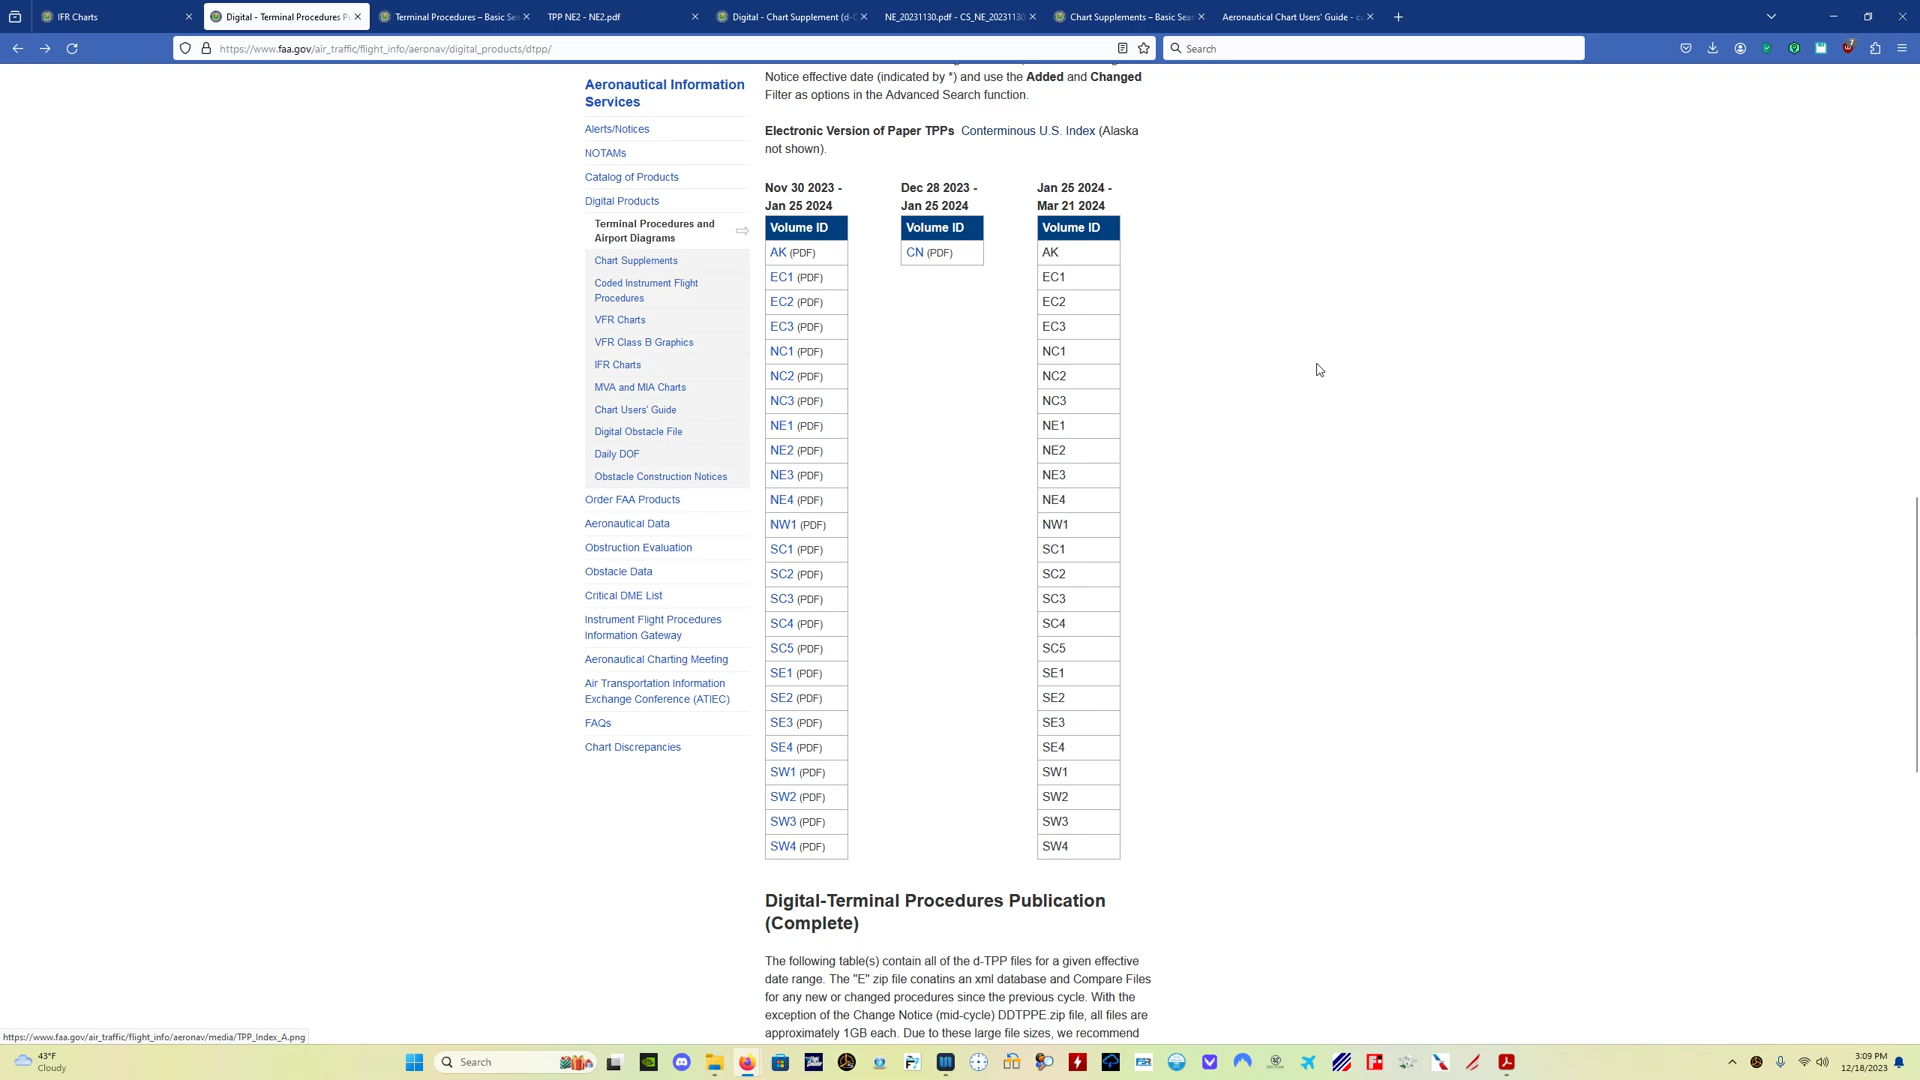 IFR Charts
Digital - Terminal Procedures P
Terminal Procedures – Basic Se
TPP NE2 - NE2.pdf
Digital - Chart Supplement (d-C
NE_20231130.pdf - CS_NE_20231130
Chart Supplements – Basic Sea
Aeronautical Chart Users' Guide - c
https://www.faa.gov/air_traffic/flight_info/aeronav/digital_products/dtpp/
Search
7
Aeronautical Information
Services
Alerts/Notices
NOTAMs
Catalog of Products
Digital Products
Terminal Procedures and
Airport Diagrams
Chart Supplements
Coded Instrument Flight
Procedures
VFR Charts
VFR Class B Graphics
IFR Charts
MVA and MIA Charts
Chart Users' Guide
Digital Obstacle File
Daily DOF
Obstacle Construction Notices
Order FAA Products
Aeronautical Data
Obstruction Evaluation
Obstacle Data
Critical DME List
Instrument Flight Procedures
Information Gateway
Aeronautical Charting Meeting
Air Transportation Information
Exchange Conference (ATIEC)
FAQs
Chart Discrepancies
Notice effective date (indicated by *) and use the Added and Changed
Filter as options in the Advanced Search function.
Electronic Version of Paper TPPs Conterminous U.S. Index (Alaska
not shown).
Nov 30 2023 -
Jan 25 2024
Volume ID
AK (PDF)
EC1 (PDF)
EC2 (PDF)
EC3 (PDF)
NC1 (PDF)
NC2 (PDF)
NC3 (PDF)
NE1 (PDF)
NE2 (PDF)
NE3 (PDF)
NE4 (PDF)
NW1 (PDF)
SC1 (PDF)
SC2 (PDF)
SC3 (PDF)
SC4 (PDF)
SC5 (PDF)
SE1 (PDF)
SE2 (PDF)
SE3 (PDF)
SE4 (PDF)
SW1 (PDF)
SW2 (PDF)
SW3 (PDF)
SW4 (PDF)
Dec 28 2023 -
Jan 25 2024
Volume ID
CN (PDF)
Jan 25 2024 -
Mar 21 2024
Volume ID
AK
EC1
EC2
EC3
NC1
NC2
NC3
NE1
NE2
NE3
NE4
NW1
SC1
SC2
SC3
SC4
SC5
SE1
SE2
SE3
SE4
SW1
SW2
SW3
SW4
Digital-Terminal Procedures Publication
(Complete)
The following table(s) contain all of the d-TPP files for a given effective
date range. The "E" zip file conatins an xml database and Compare Files
for any new or changed procedures since the previous cycle. With the
exception of the Change Notice (mid-cycle) DDTPPE.zip file, all files are
approximately 1GB each. Due to these large file sizes, we recommend
https://www.faa.gov/air_traffic/flight_info/aeronav/media/TPP_Index_A.png
43°F
Cloudy
Search
3:09 PM
12/18/2023